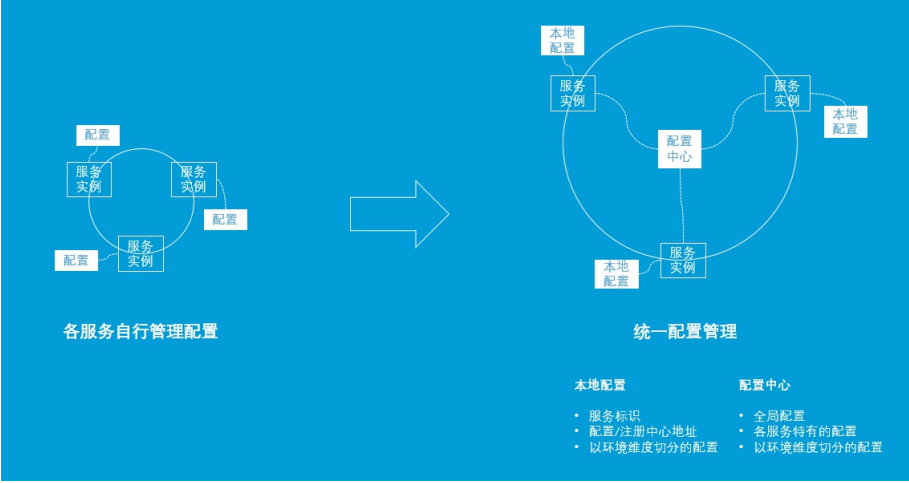 配置
服务
实例
服务
实例
配置
服务
实例
配置
各服务自行管理配置
本地
配置
服务
实例
服务
实例
本地
配置
配置
中心
服务
实例
本地
配置
统一配置管理
本地配置
• 服务标识
• 配置/注册中心地址
• 以环境维度切分的配置
配置中心
• 全局配置
• 各服务特有的配置
• 以环境维度切分的配置